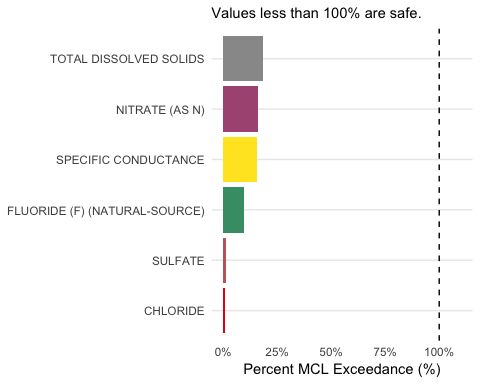 Values less than 100% are safe.
TOTAL DISSOLVED SOLIDS
NITRATE (AS N)
SPECIFIC CONDUCTANCE
FLUORIDE (F) (NATURAL-SOURCE)
SULFATE
CHLORIDE
0% 25% 50% 75% 100%
Percent MCL Exceedance (%)